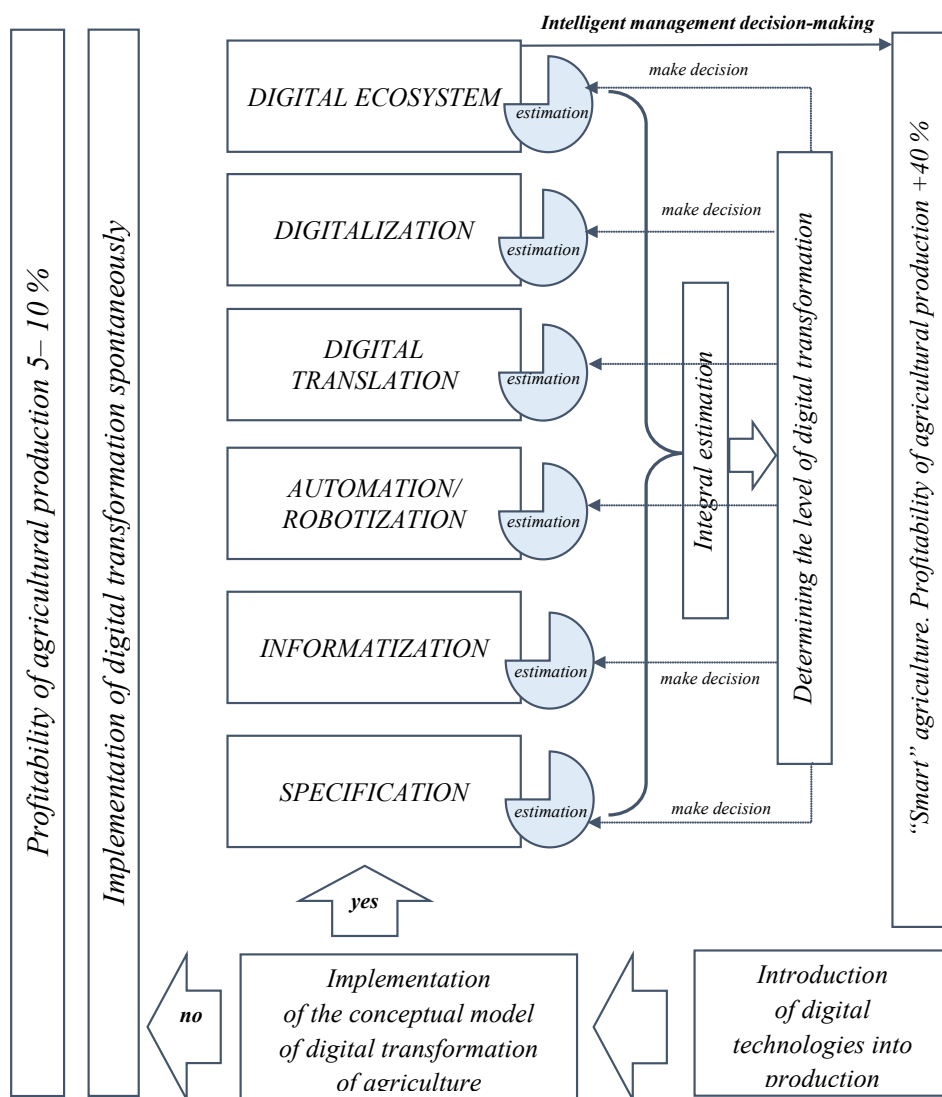 Profitability of agricultural production 5– 10 %
Implementation of digital transformation spontaneously
Intelligent management decision-making
DIGITAL ECOSYSTEM
estimation
make decision
DIGITALIZATION
estimation
make decision
DIGITAL
TRANSLATION
estimation
AUTOMATION/
ROBOTIZATION
estimation
INFORMATIZATION
estimation
make decision
SPECIFICATION
estimation
make decision
Integral estimation
Determining the level of digital transformation
“Smart” agriculture. Profitability of agricultural production +40 %
yes
no
Implementation
of the conceptual model
of digital transformation
of agriculture
Introduction
of digital
technologies into
production